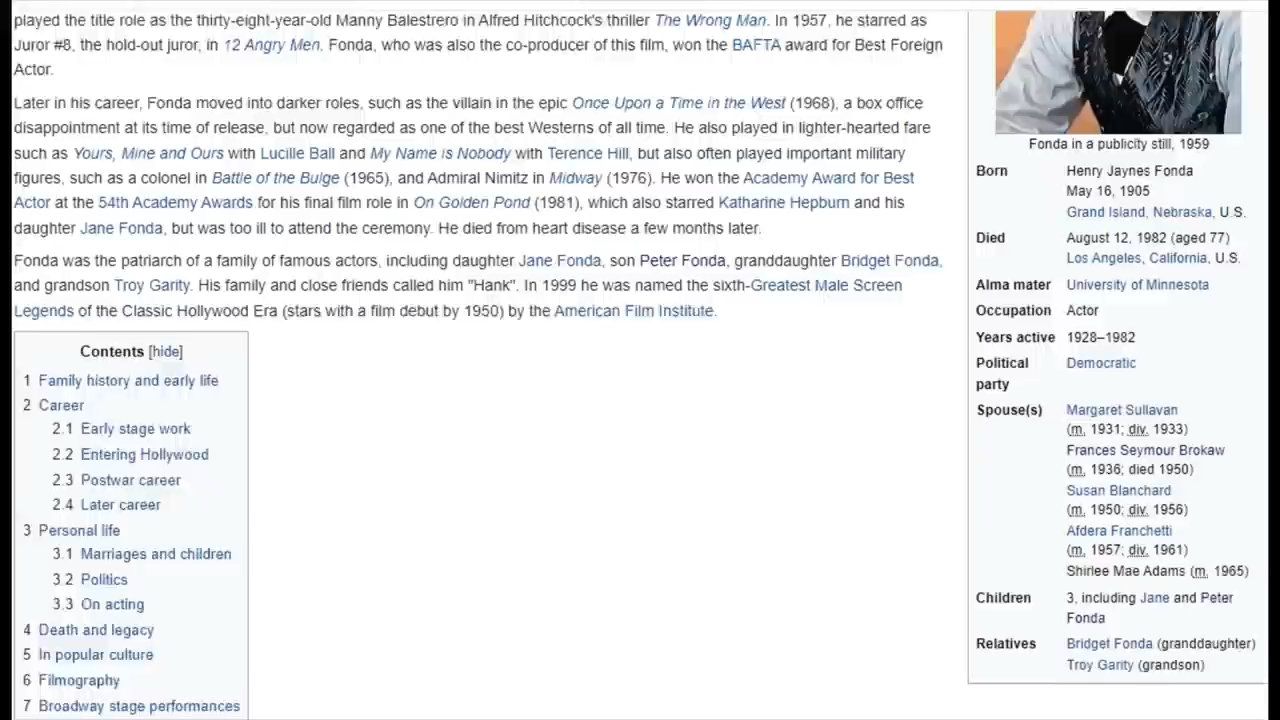 played the title role as the thirty-eight-year-old Manny Balestrero in Alfred Hitchcock's thriller The Wrong Man. In 1957, he starred as
Juror #8, the hold-out juror, in 12 Angry Men. Fonda, who was also the co-producer of this film, won the BAFTA award for Best Foreign
Actor.
Later in his career, Fonda moved into darker roles, such as the villain in the epic Once Upon a Time in the West (1968), a box office
disappointment at its time of release, but now regarded as one of the best Westerns of all time. He also played in lighter-hearted fare
such as Yours, Mine and Ours with Lucille Ball and My Name is Nobody with Terence Hill, but also often played important military
figures, such as a colonel in Battle of the Bulge (1965), and Admiral Nimitz in Midway (1976). He won the Academy Award for Best
Actor at the 54th Academy Awards for his final film role in On Golden Pond (1981), which also starred Katharine Hepburn and his
daughter Jane Fonda, but was too ill to attend the ceremony. He died from heart disease a few months later.
Fonda was the patriarch of a family of famous actors, including daughter Jane Fonda, son Peter Fonda, granddaughter Bridget Fonda,
and grandson Troy Garity. His family and close friends called him "Hank". In 1999 he was named the sixth-Greatest Male Screen
Legends of the Classic Hollywood Era (stars with a film debut by 1950) by the American Film Institute.
Contents [hide]
1 Family history and early life
2 Career
2.1 Early stage work
2.2 Entering Hollywood
2.3 Postwar career
2.4 Later career
3 Personal life
3.1 Marriages and children
3.2 Politics
3.3 On acting
4 Death and legacy
5 In popular culture
6 Filmography
7 Broadway stage performances
Fonda in a publicity still, 1959
Born Henry Jaynes Fonda
May 16, 1905
Grand Island, Nebraska, U.S.
Died August 12, 1982 (aged 77)
Los Angeles, California, U.S.
Alma mater University of Minnesota
Occupation Actor
Years active 1928–1982
Political Democratic
party
Spouse(s) Margaret Sullavan
(m. 1931; div. 1933)
Frances Seymour Brokaw
(m. 1936; died 1950)
Susan Blanchard
(m. 1950; div. 1956)
Afdera Franchetti
(m. 1957; div. 1961)
Shirlee Mae Adams (m. 1965)
Children 3, including Jane and Peter
Fonda
Relatives Bridget Fonda (granddaughter)
Troy Garity (grandson)